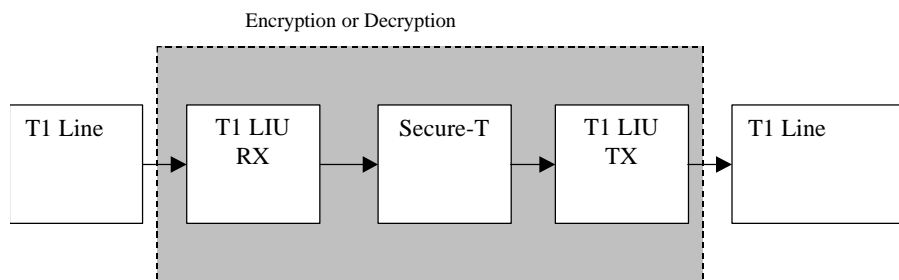 Encryption or Decryption
T1 Line
T1 LIU
RX
Secure-T
T1 LIU
TX
T1 Line